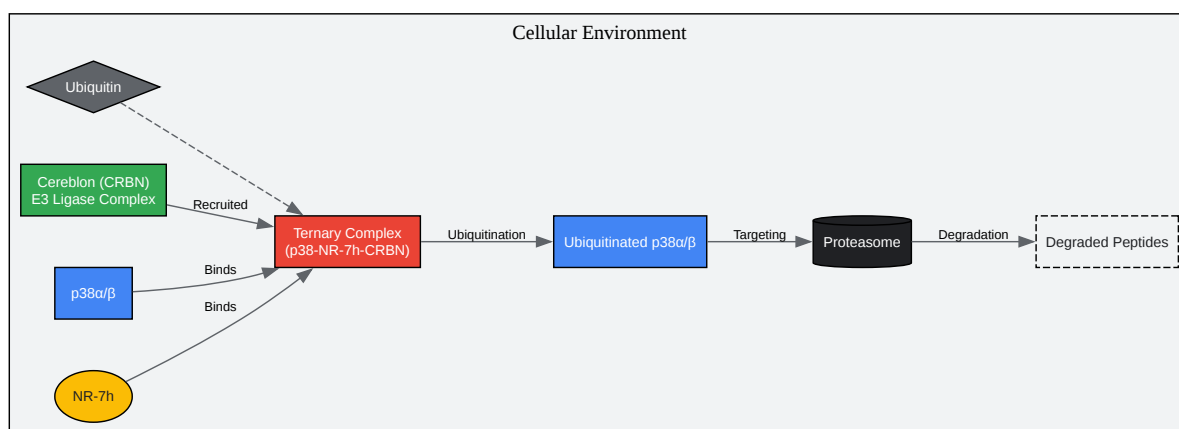 Cellular Environment
Ubiquitin
Cereblon (CRBN)
E3 Ligase Complex
Recruited
Ternary Complex
(p38-NR-7h-CRBN)
Ubiquitination
Ubiquitinated p38α/β
Targeting
Proteasome
Degradation
Degraded Peptides
Binds
p38α/β
Binds
NR-7h